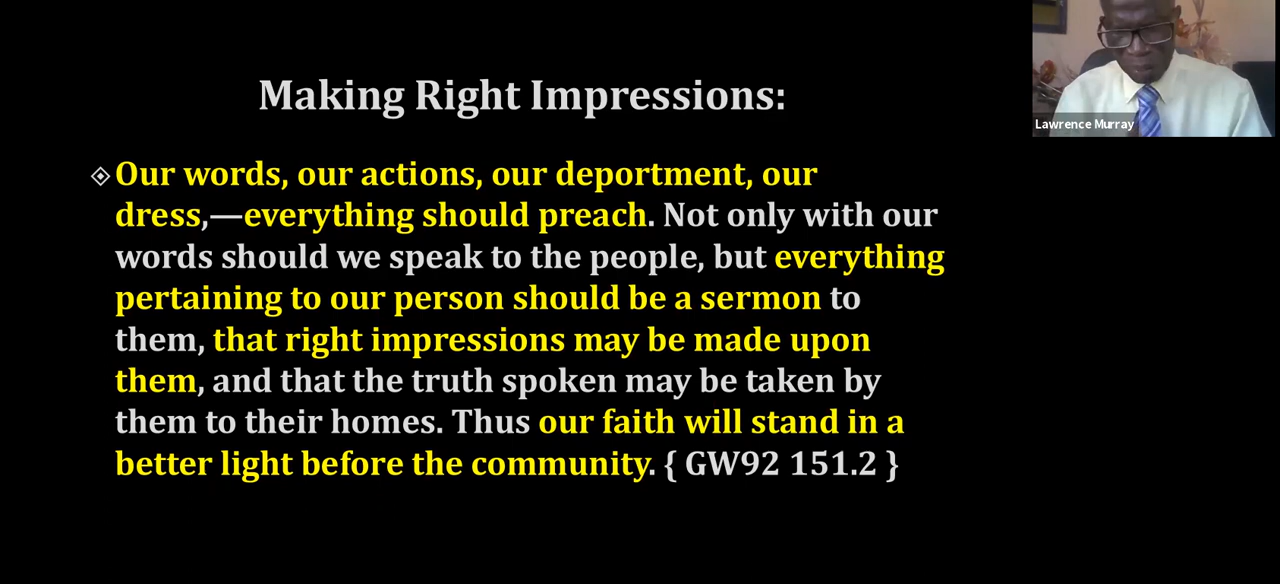 Making Right Impressions:
Lawrence Murray
Our words, our actions, our deportment, our
dress,—everything should preach. Not only with our
words should we speak to the people, but everything
pertaining to our person should be a sermon to
them, that right impressions may be made upon
them, and that the truth spoken may be taken by
them to their homes. Thus our faith will stand in a
better light before the community. { GW92 151.2 }